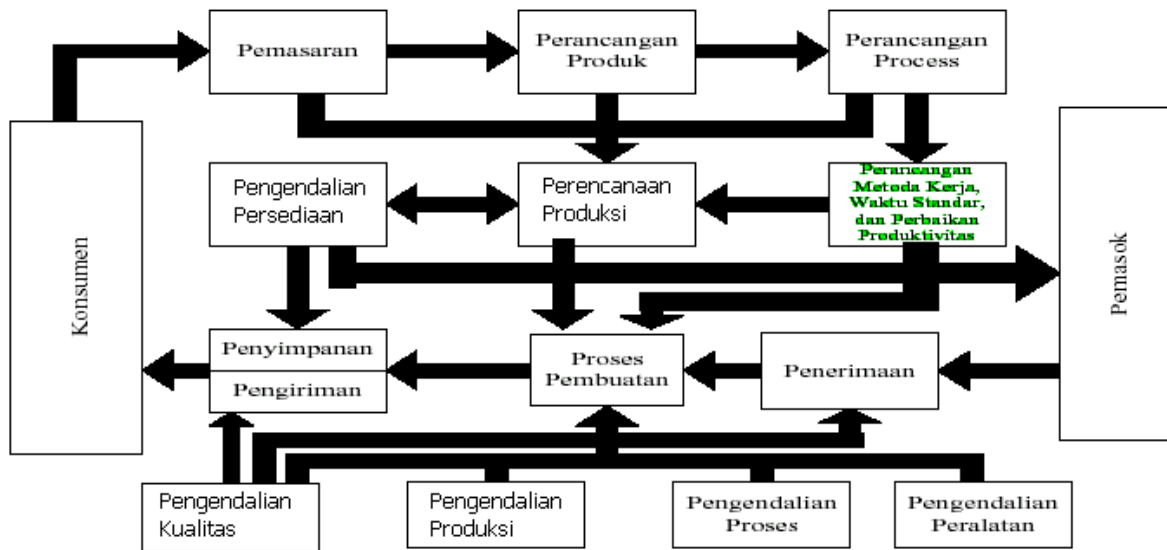 Pemasaran
Perancangan
Produk
Perancangan
Process
Konsumen
Pengendalian
Persediaan
Perencanaan
Produksi
Perancangan
Metoda Kerja,
Waktu Standar,
dan Perbaikan
Produktivitas
Pemasok
Penyimpanan
Pengiriman
Proses
Pembuatan
Penerimaan
Pengendalian
Kualitas
Pengendalian
Produksi
Pengendalian
Proses
Pengendalian
Peralatan